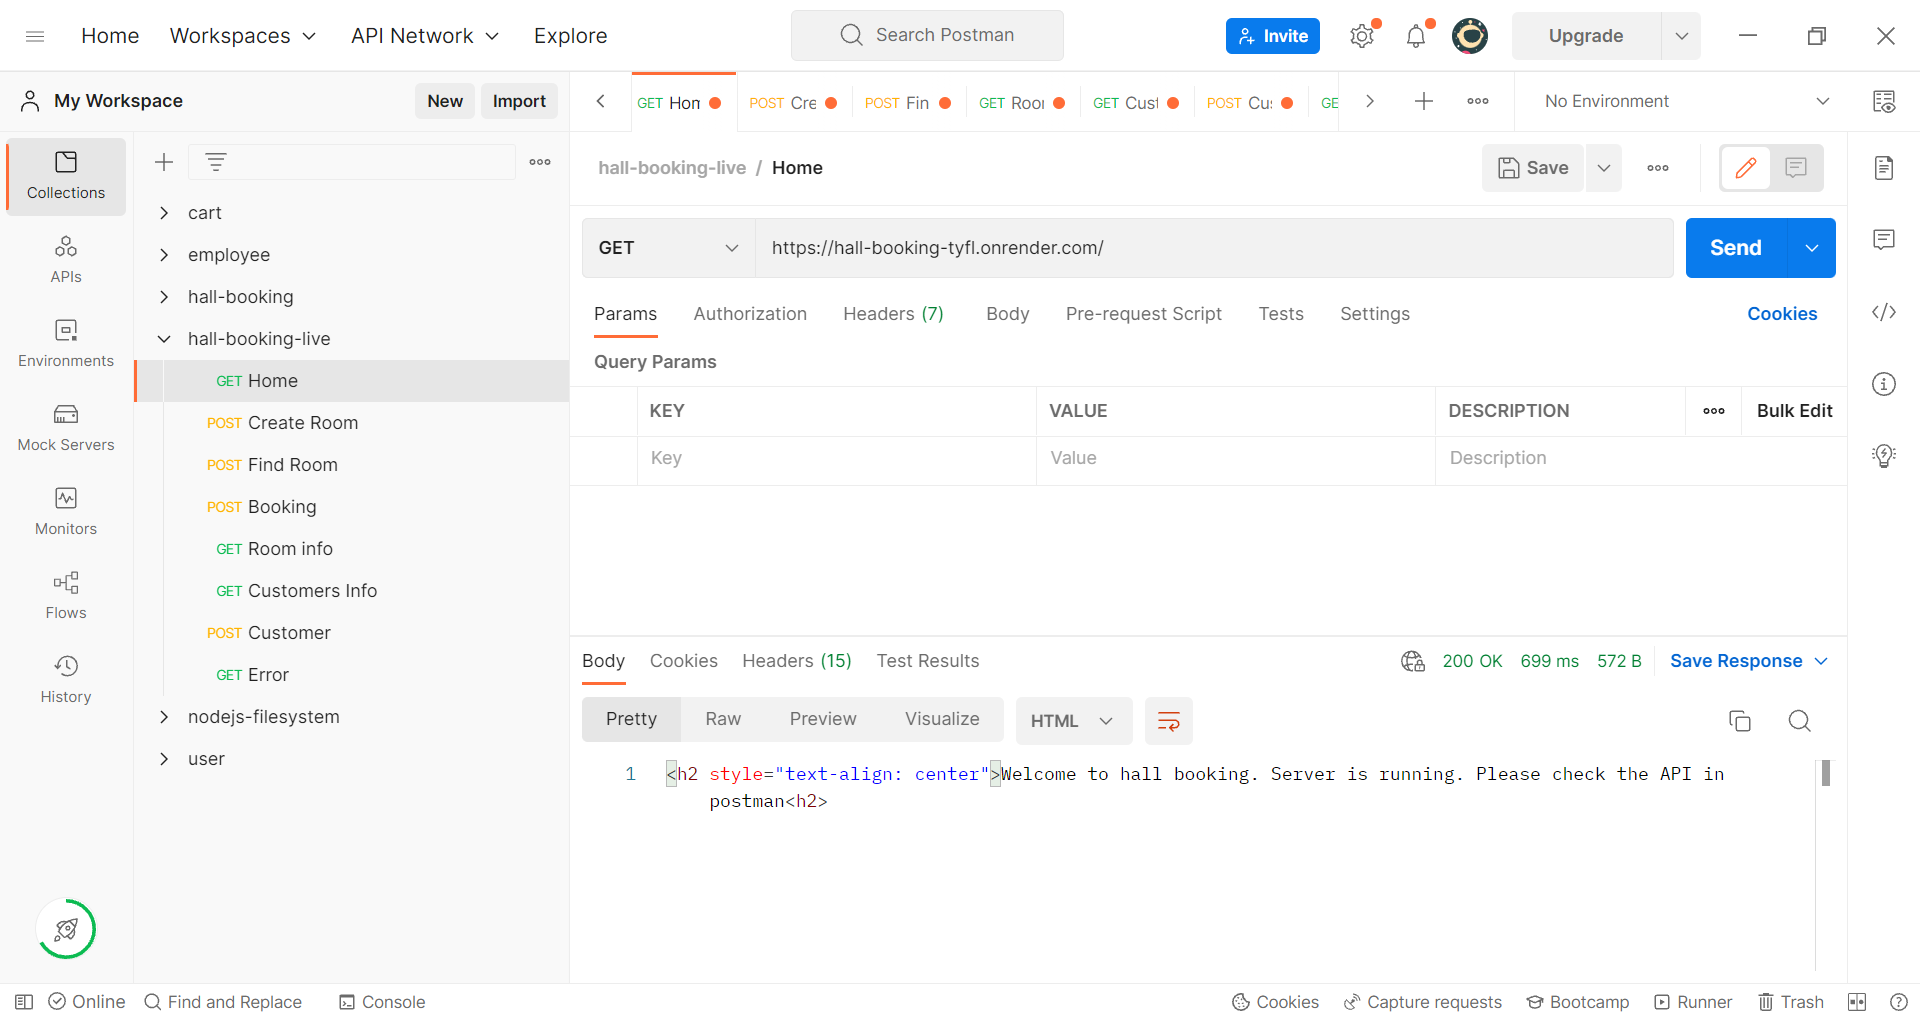 Home Workspaces API Network Explore Search Postman Invite Upgrade
My Workspace New Import GET Hom POST Cre POST Fin GET Roor GET Cust POST Cu GE No Environment
Collections
APIs
Environments
Mock Servers
Monitors
Flows
History
cart
employee
hall-booking
hall-booking-live
GET Home
POST Create Room
POST Find Room
POST Booking
GET Room info
GET Customers Info
POST Customer
GET Error
nodejs-filesystem
user
hall-booking-live / Home Save
GET https://hall-booking-tyfl.onrender.com/ Send
Params Authorization Headers (7) Body Pre-request Script Tests Settings Cookies
Query Params
KEY VALUE DESCRIPTION Bulk Edit
Key Value Description
Body Cookies Headers (15) Test Results 200 OK 699 ms 572 B Save Response
Pretty Raw Preview Visualize HTML
1 <h2 style="text-align: center">Welcome to hall booking. Server is running. Please check the API in
postman<h2>
Online Find and Replace Console Cookies Capture requests Bootcamp Runner Trash